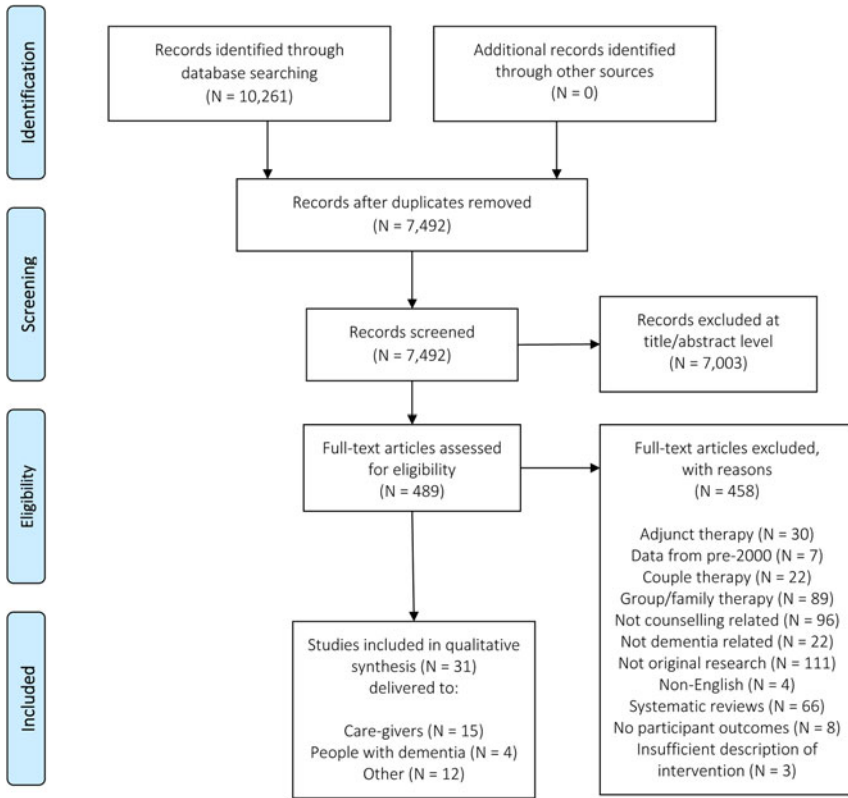 Identification
Records identified through
database searching
(N = 10,261)
Additional records identified
through other sources
(N = 0)
Records after duplicates removed
(N = 7,492)
Screening
Records screened
(N = 7,492)
Records excluded at
title/abstract level
(N = 7,003)
Eligibility
Full-text articles assessed
for eligibility
(N = 489)
Full-text articles excluded,
with reasons
(N = 458)
Adjunct therapy (N = 30)
Data from pre-2000 (N = 7)
Couple therapy (N = 22)
Group/family therapy (N = 89)
Not counselling related (N = 96)
Not dementia related (N = 22)
Not original research (N = 111)
Non-English (N = 4)
Systematic reviews (N = 66)
No participant outcomes (N = 8)
Insufficient description of
intervention (N = 3)
Included
Studies included in qualitative
synthesis (N = 31)
delivered to:
Care-givers (N = 15)
People with dementia (N = 4)
Other (N = 12)